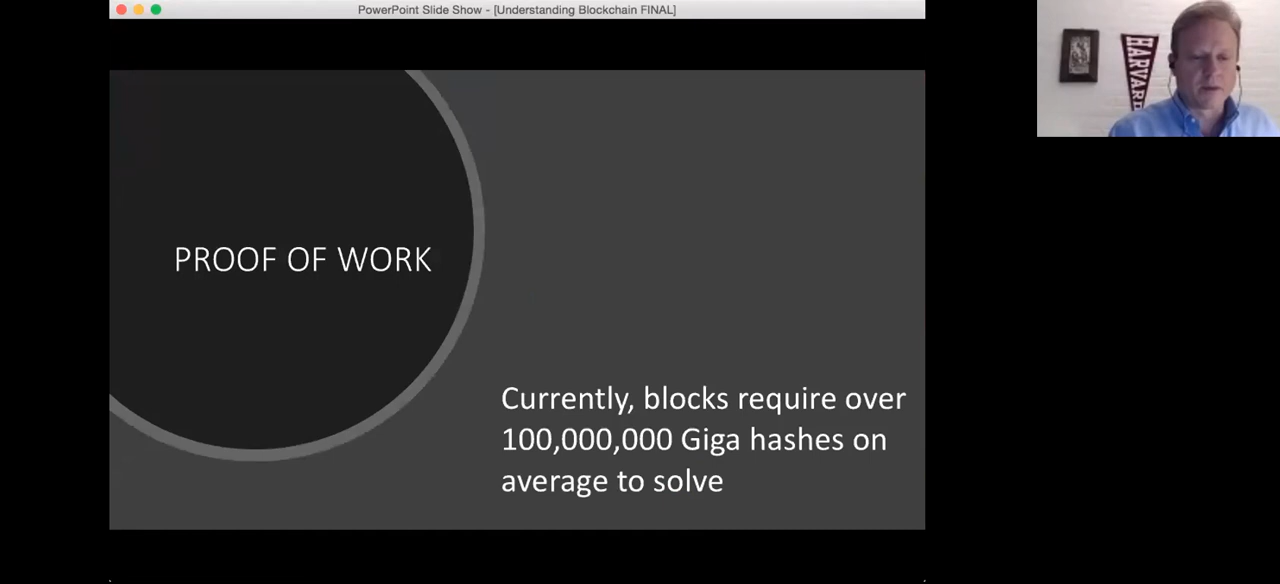 PowerPoint Slide Show - [Understanding Blockchain FINAL]
HARVARD
PROOF OF WORK
Currently, blocks require over
100,000,000 Giga hashes on
average to solve